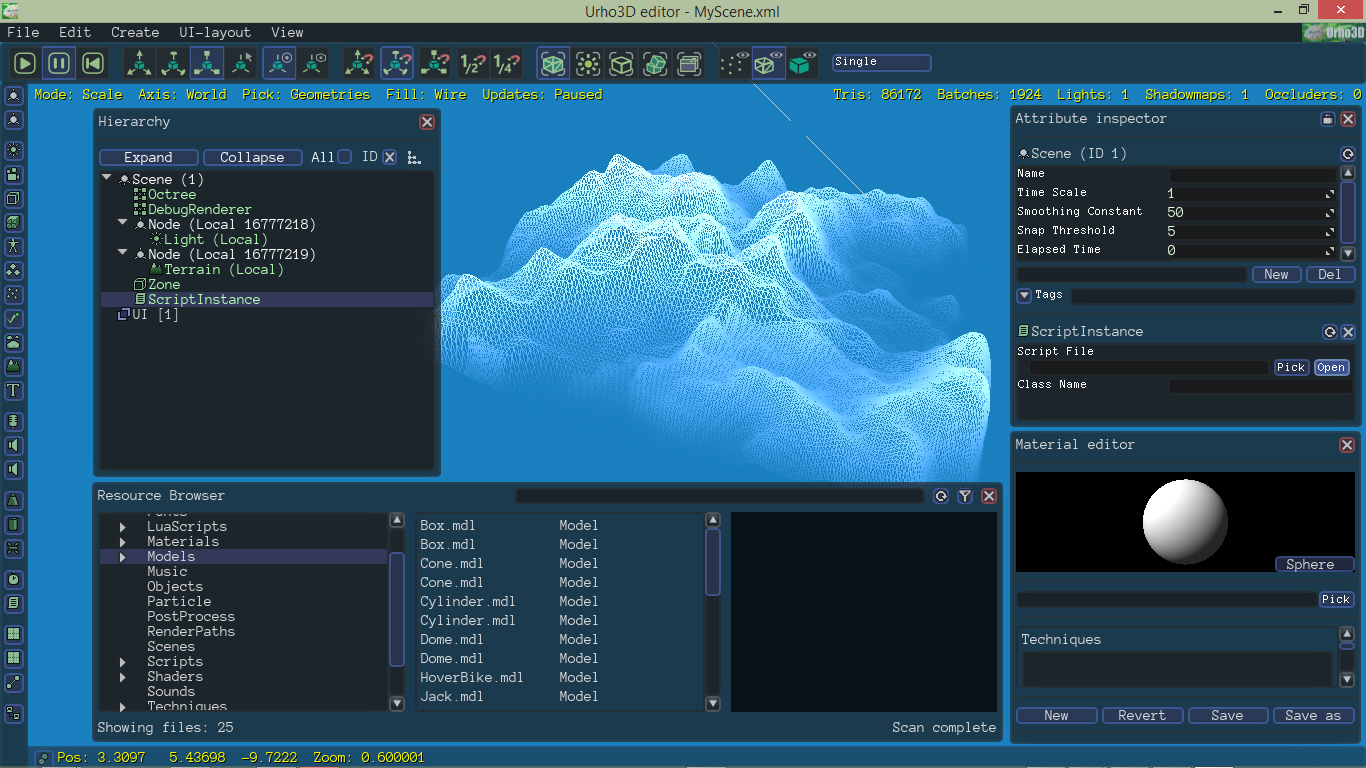 Urho3D editor - MyScene.xml
File Edit Create UI-layout View
Urho3D
1/2? 1/4? Single
Mode: Scale Axis: World Pick: Geometries Fill: Wire Updates: Paused
Tris: 86172 Batches: 1924 Lights: 1 Shadowmaps: 1 Occluders: 0
Hierarchy
Expand Collapse All ID
Scene (1)
Octree
DebugRenderer
Node (Local 16777218)
Light (Local)
Node (Local 16777219)
Terrain (Local)
Zone
ScriptInstance
UI [1]
Attribute inspector
Scene (ID 1)
Name
Time Scale 1
Smoothing Constant 50
Snap Threshold 5
Elapsed Time 0
New Del
Tags
ScriptInstance
Script File
Pick Open
Class Name
Material editor
Sphere
Pick
Techniques
New Revert Save Save as
Resource Browser
Fonts
LuaScripts
Materials
Models
Music
Objects
Particle
PostProcess
RenderPaths
Scenes
Scripts
Shaders
Sounds
Techniques
Box.mdl Model
Box.mdl Model
Cone.mdl Model
Cone.mdl Model
Cylinder.mdl Model
Cylinder.mdl Model
Dome.mdl Model
Dome.mdl Model
HoverBike.mdl Model
Jack.mdl Model
Showing files: 25
Scan complete
Pos: 3.3097 5.43698 -9.7222 Zoom: 0.600001